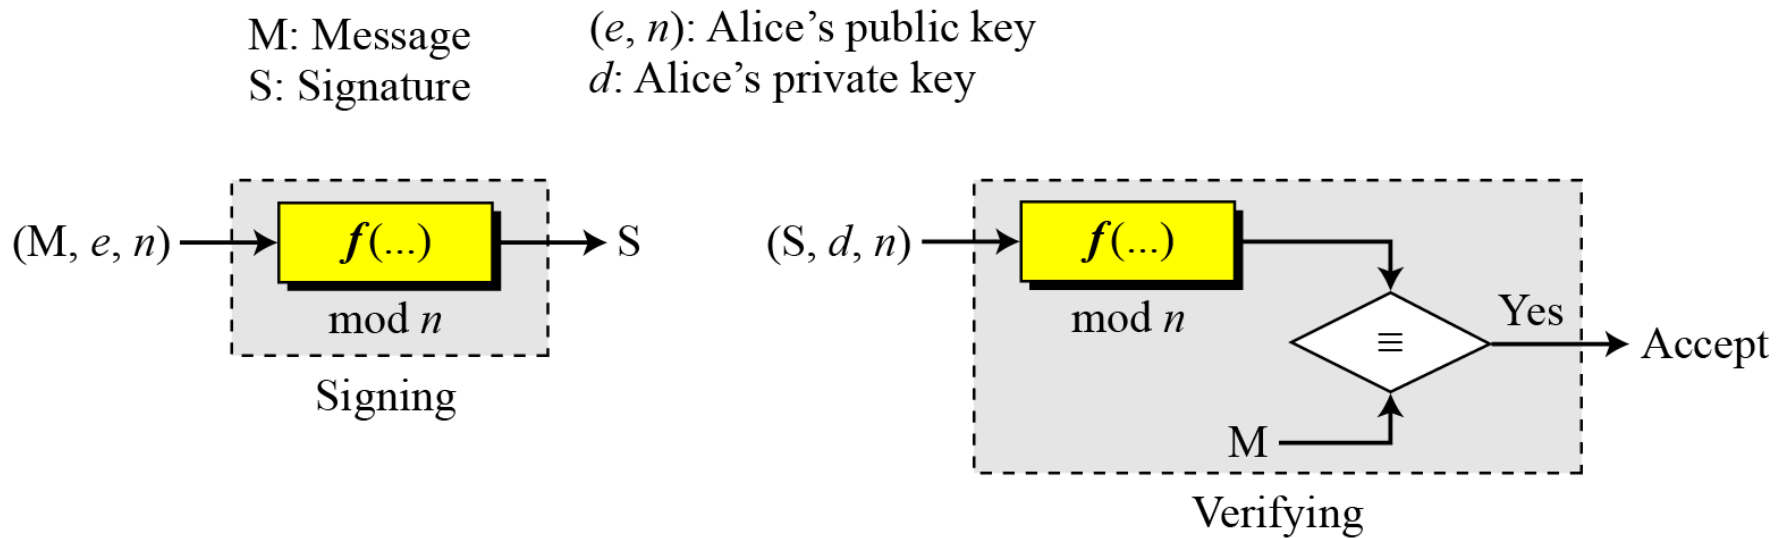 M: Message
S: Signature
(e, n): Alice's public key
d: Alice's private key
(M, e, n)
f(...)
mod n
S
Signing
(S, d, n)
f(...)
mod n
≡
M
Yes
Accept
Verifying